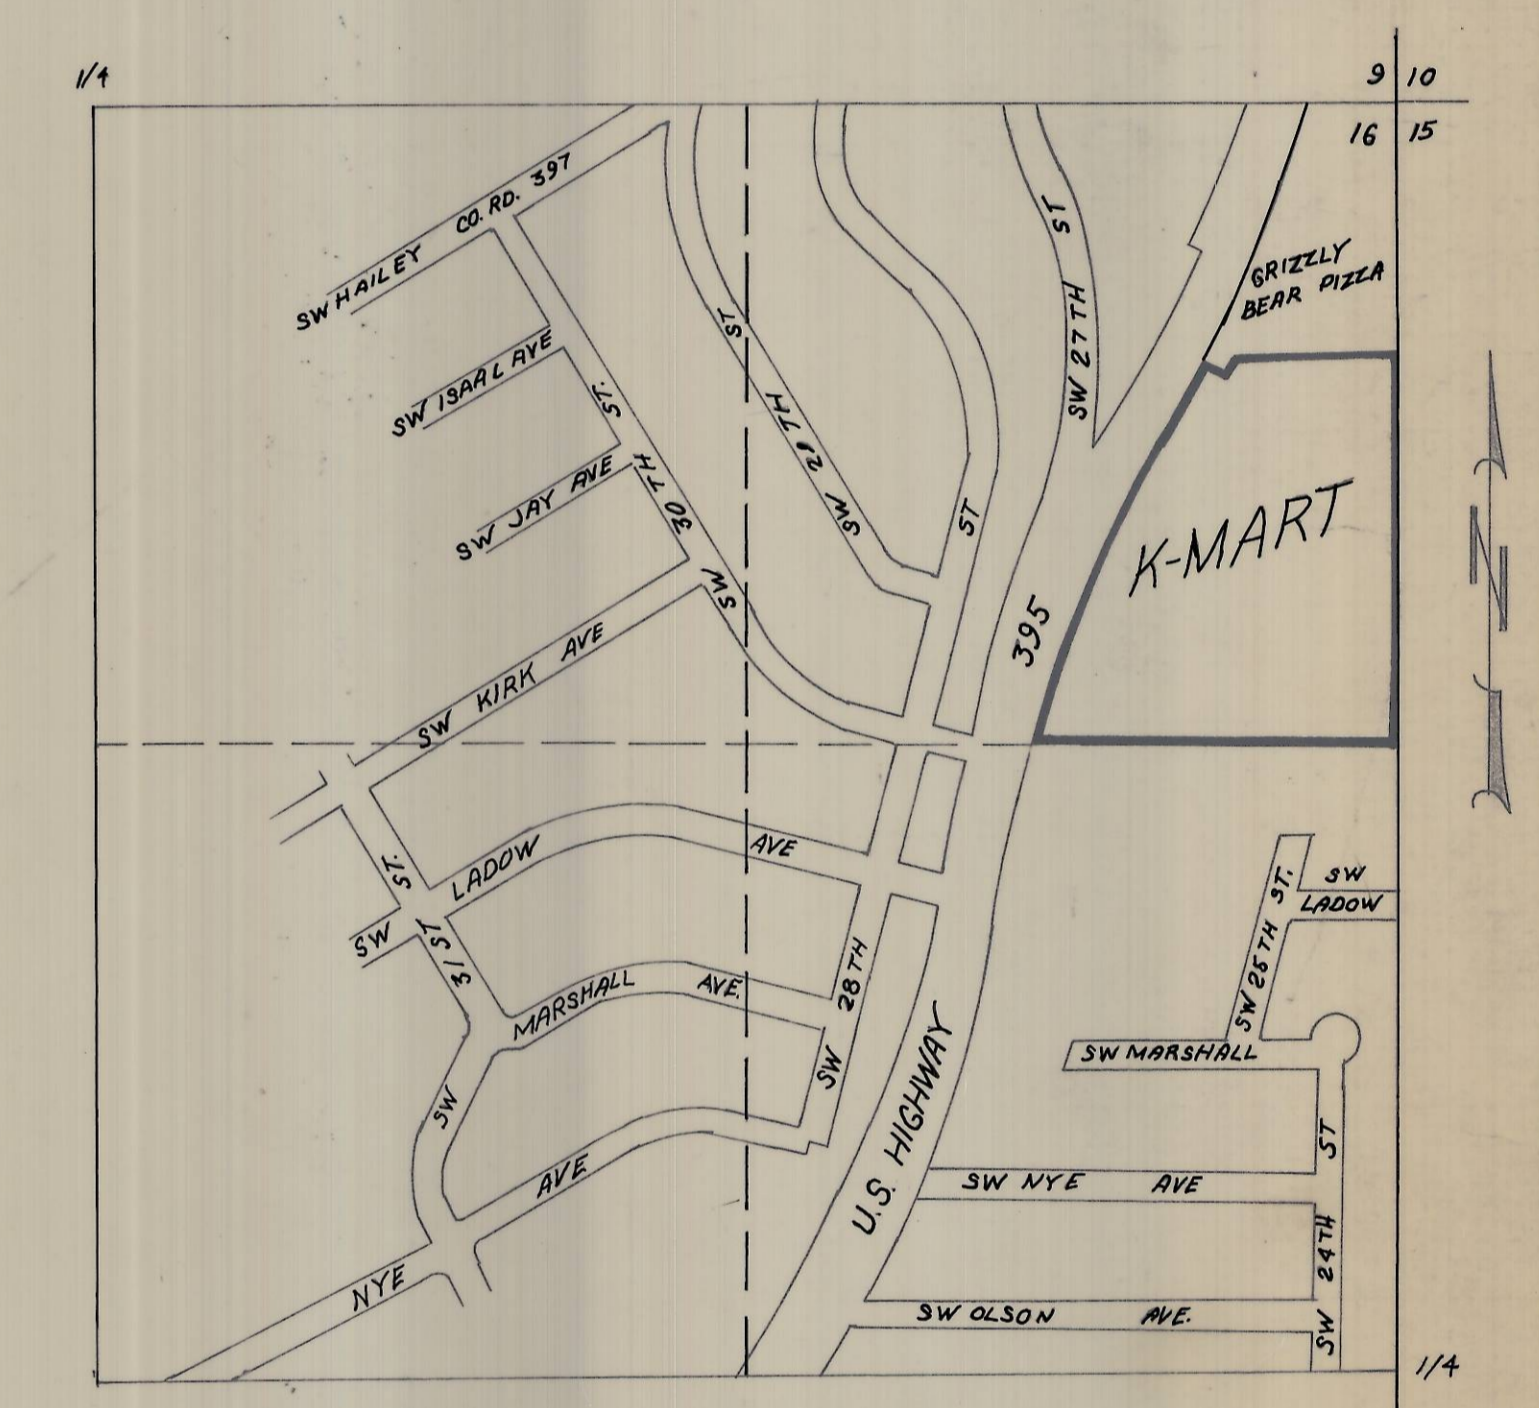 1/4
9 10
16 15
SW HAILEY CO. RD. 397
SW ISAAL AVE
SW JAY AVE
SW KIRK AVE
SW 30 TH ST.
SW 28 TH ST
ST
SW 27TH ST
GRIZZLY
BEAR PIZZA
K-MART
395
N
SW LADOW AVE
SW 31 ST ST.
MARSHALL AVE.
SW 28TH
SW
NYE AVE
U.S. HIGHWAY
SW
LADOW
SW 25TH ST.
SW MARSHALL
SW NYE AVE
SW OLSON AVE.
SW 24TH ST
1/4